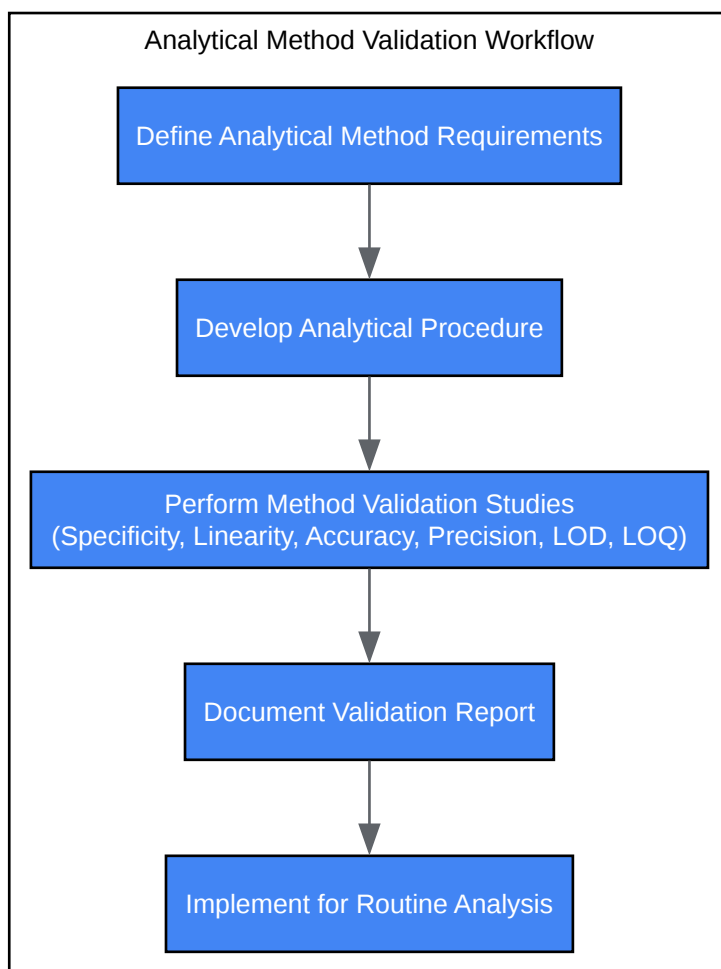 Analytical Method Validation Workflow
Define Analytical Method Requirements
Develop Analytical Procedure
Perform Method Validation Studies
(Specificity, Linearity, Accuracy, Precision, LOD, LOQ)
Document Validation Report
Implement for Routine Analysis